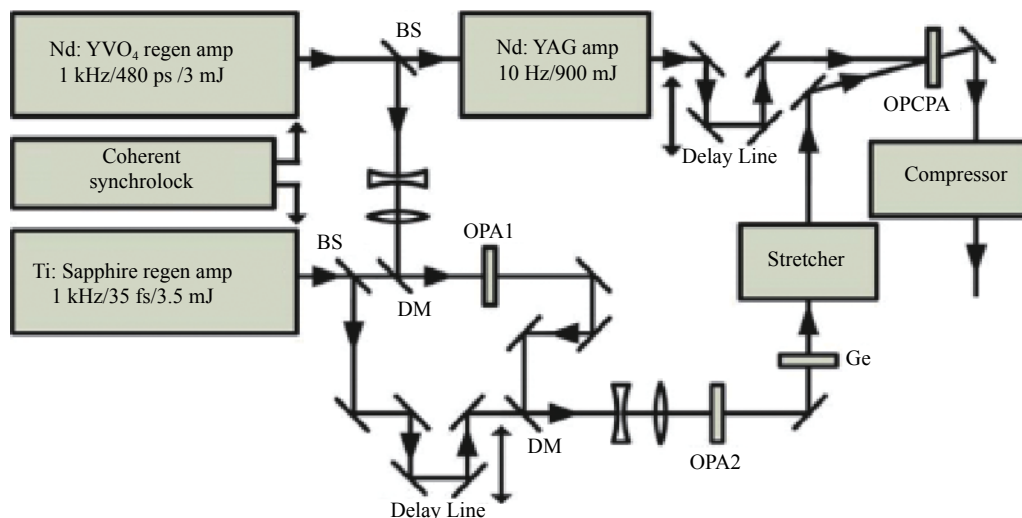 Nd: YVO₄ regen amp
1 kHz/480 ps /3 mJ
BS
Nd: YAG amp
10 Hz/900 mJ
OPCPA
Delay Line
Coherent
synchrolock
Compressor
BS
OPA1
Ti: Sapphire regen amp
1 kHz/35 fs/3.5 mJ
DM
Stretcher
Ge
DM
OPA2
Delay Line